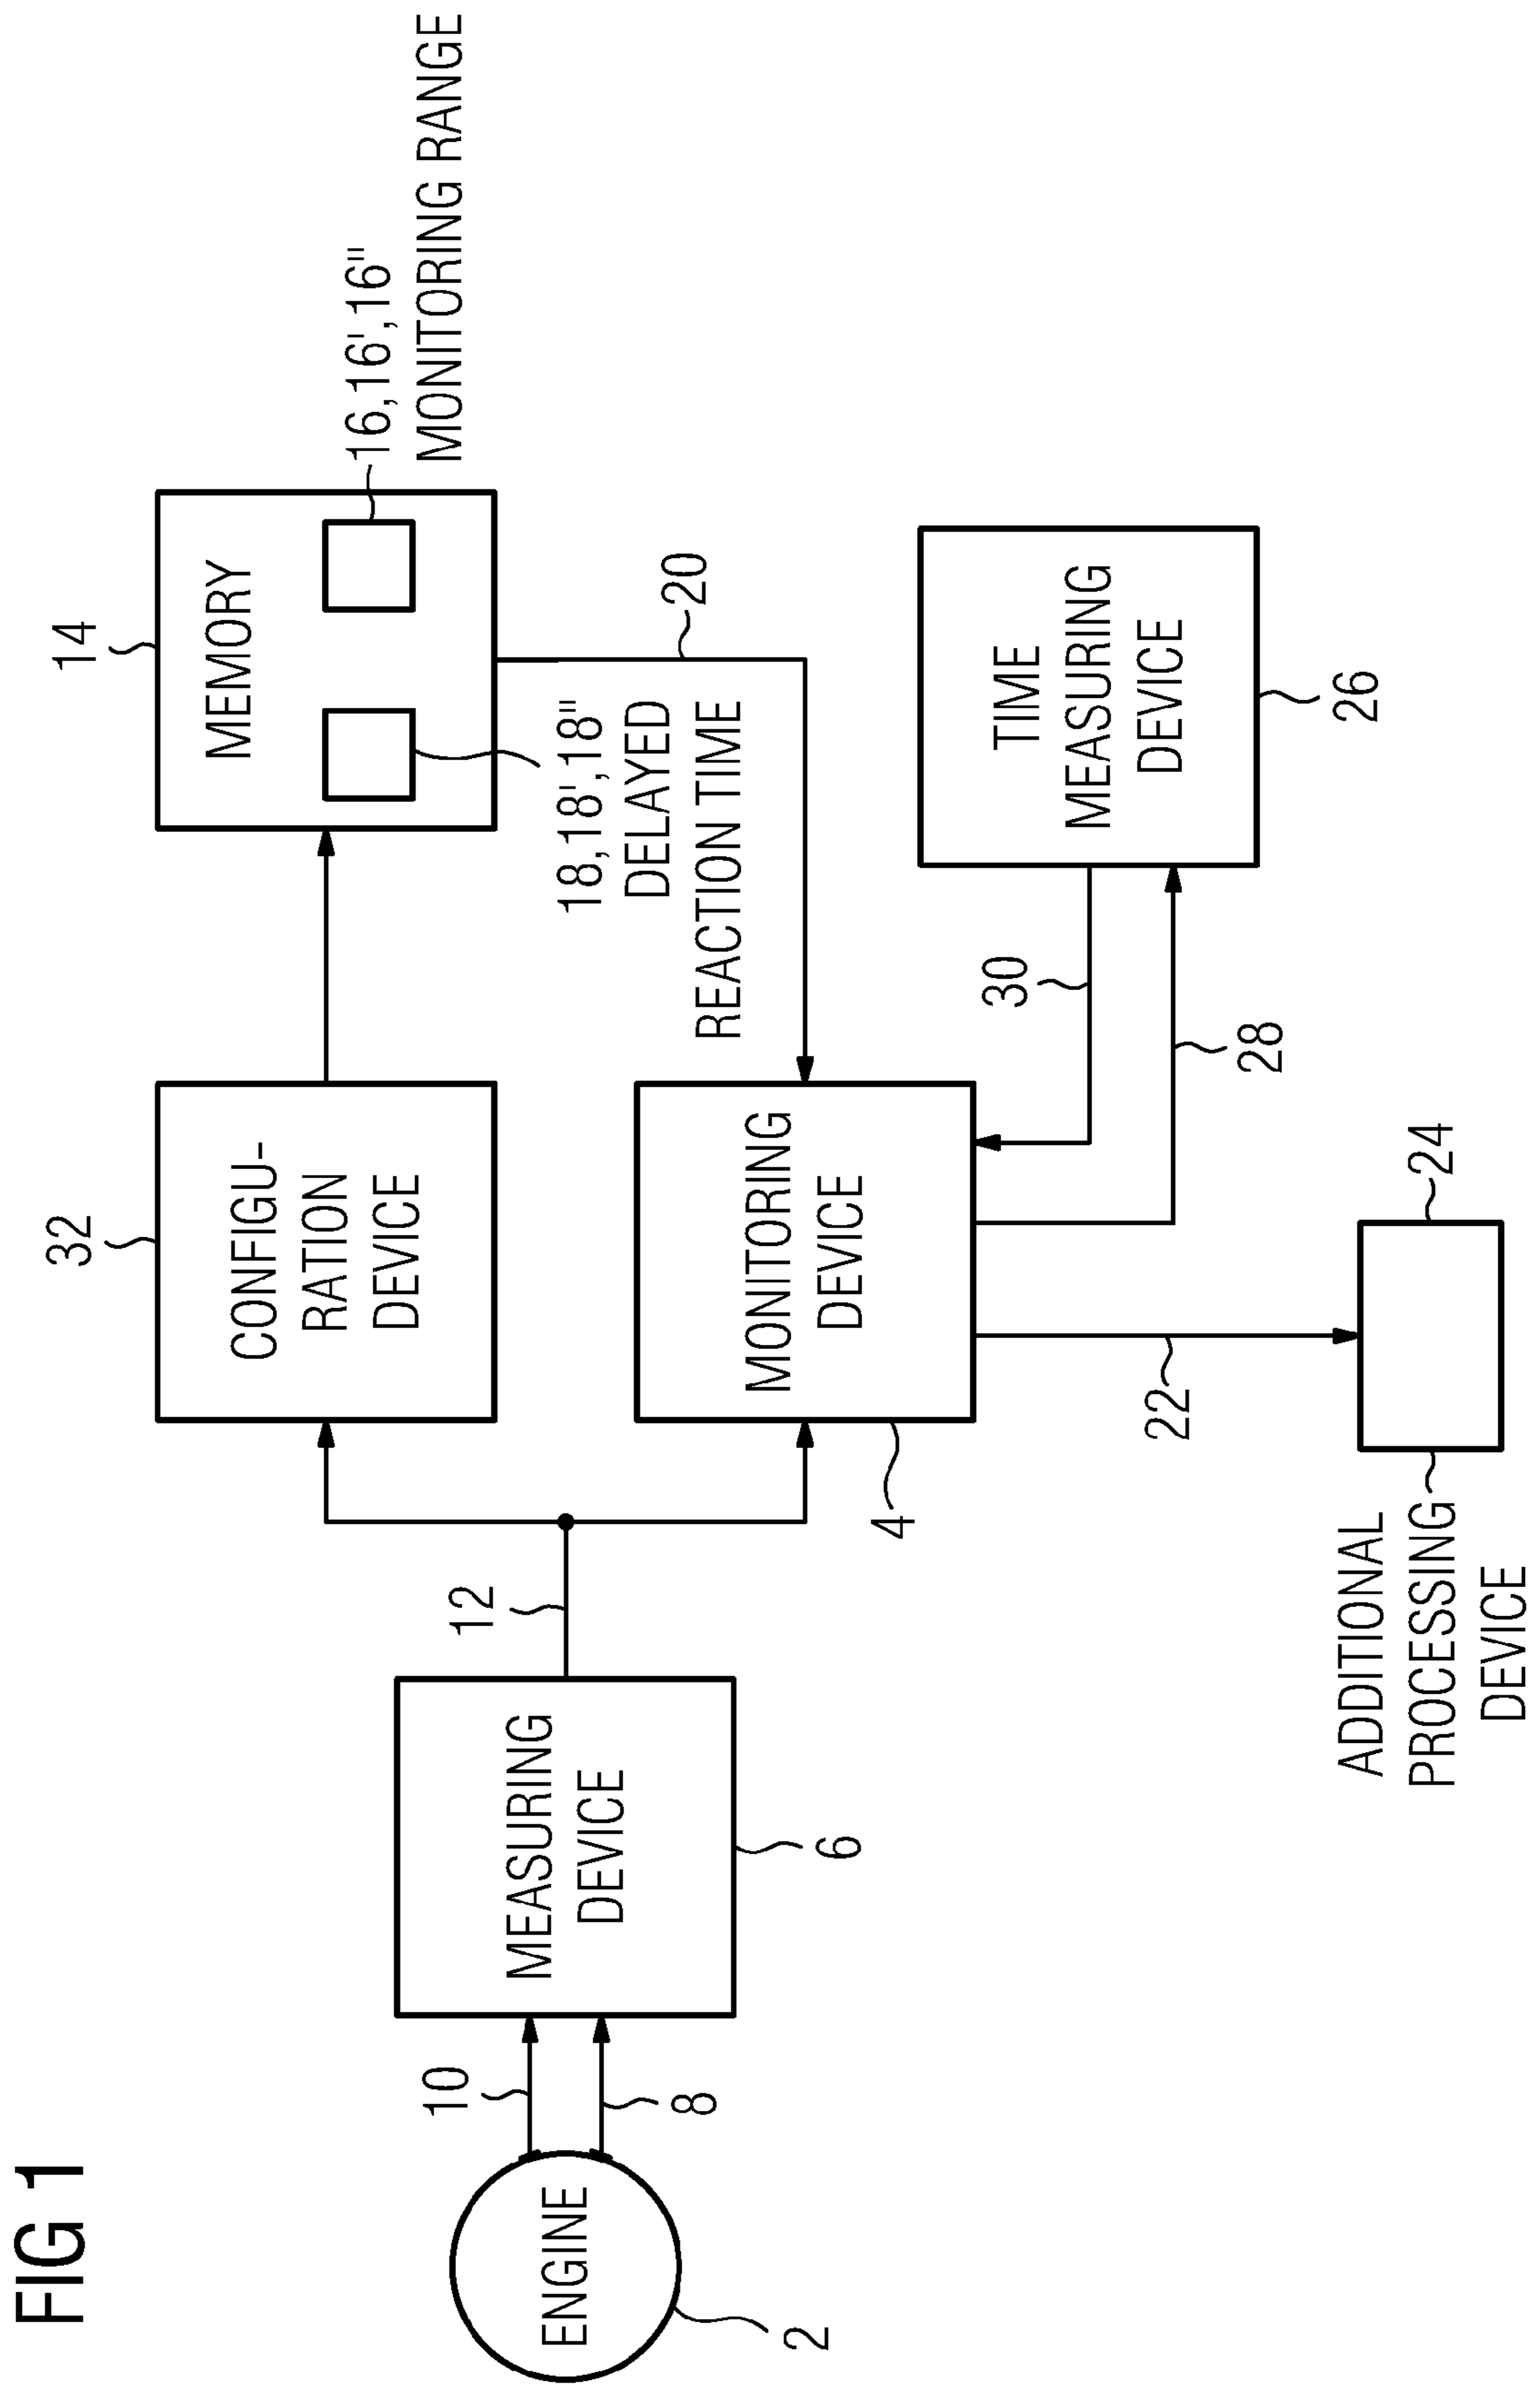 FIG 1
14
MEMORY
16,16',16"
MONITORING RANGE
32
CONFIGU-
RATION
DEVICE
18,18',18"
DELAYED
REACTION TIME
20
10
8
ENGINE
2
MEASURING
DEVICE
6
12
MONITORING
DEVICE
4
30
28
TIME
MEASURING
DEVICE
26
22
24
ADDITIONAL
PROCESSING
DEVICE